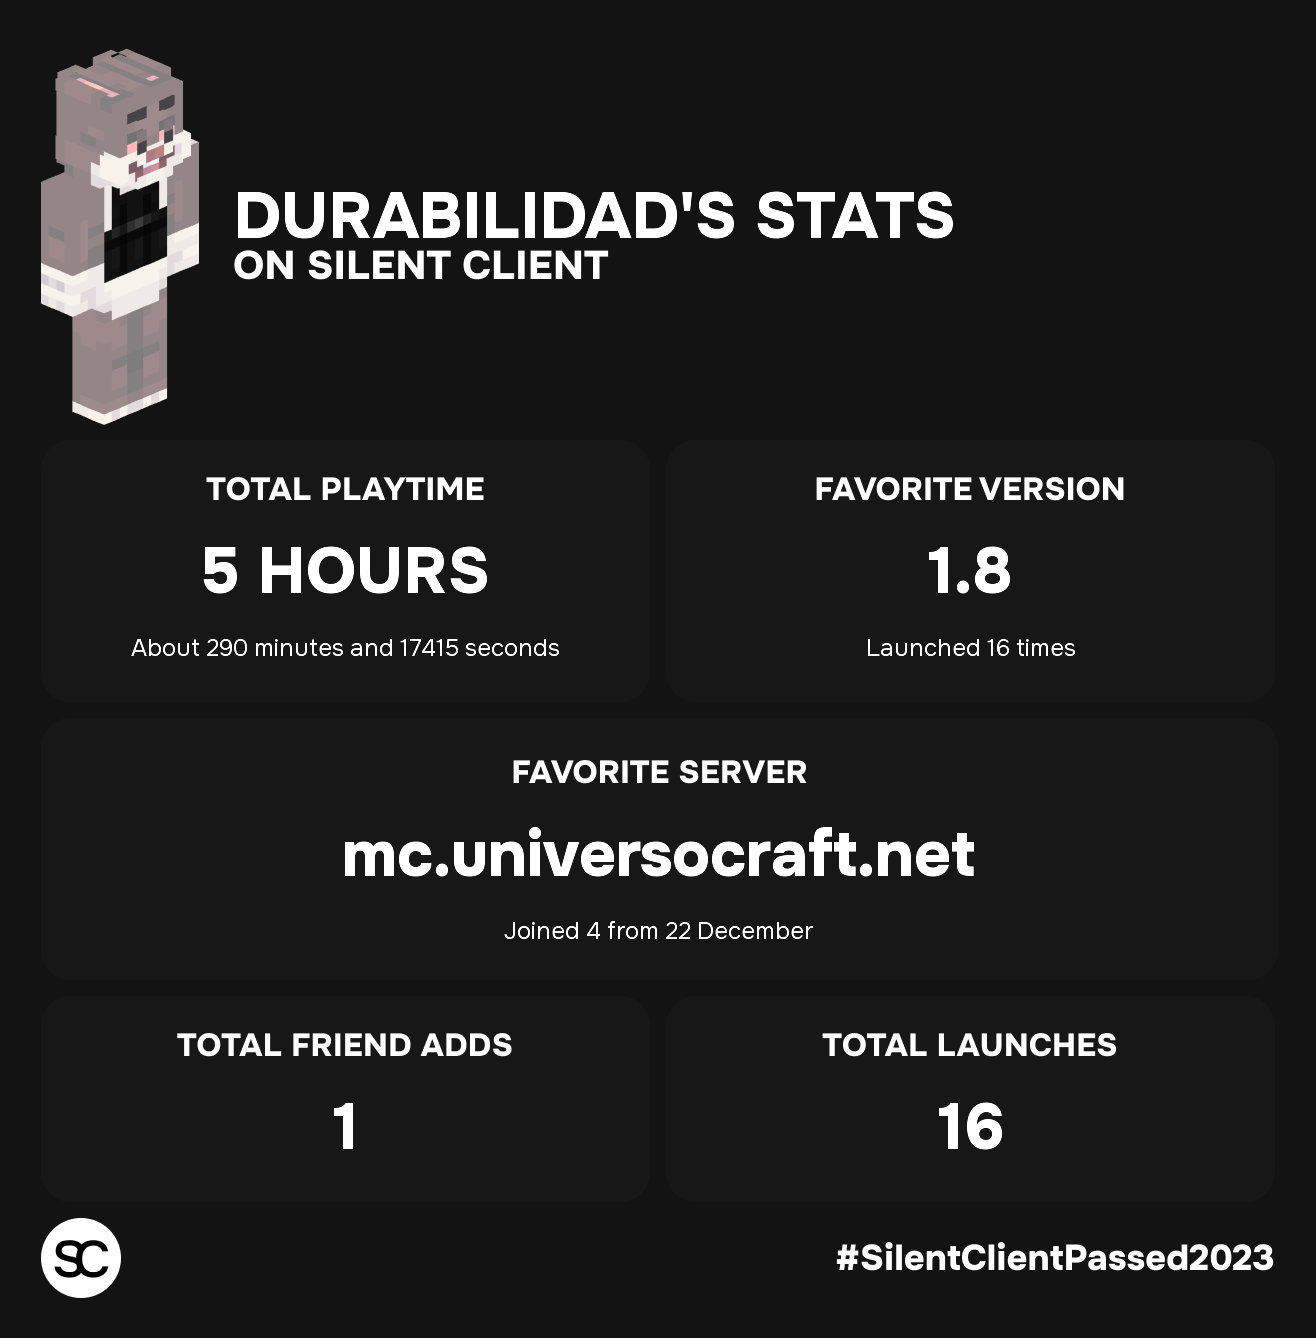 DURABILIDAD'S STATS
ON SILENT CLIENT
TOTAL PLAYTIME
5 HOURS
About 290 minutes and 17415 seconds
FAVORITE VERSION
1.8
Launched 16 times
FAVORITE SERVER
mc.universocraft.net
Joined 4 from 22 December
TOTAL FRIEND ADDS
1
TOTAL LAUNCHES
16
SC
#SilentClientPassed2023